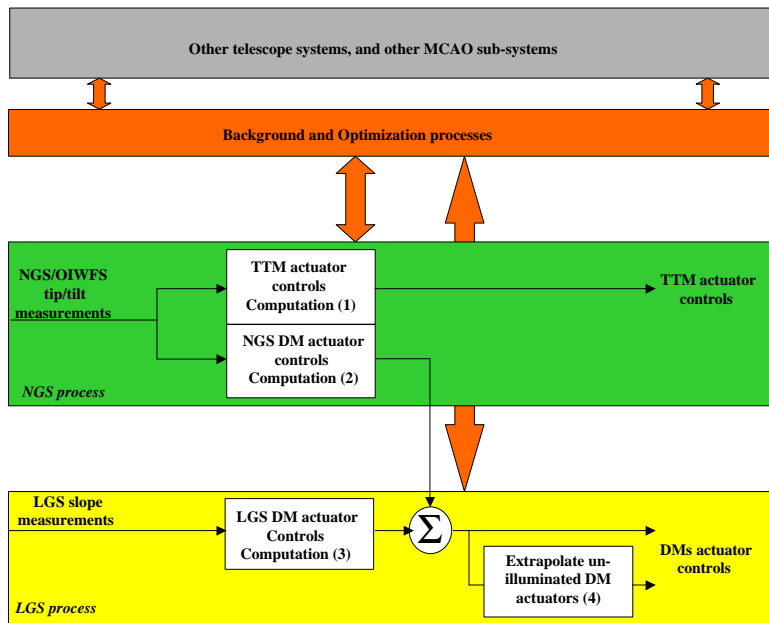 Other telescope systems, and other MCAO sub-systems
Background and Optimization processes
NGS/OIWFS
tip/tilt
measurements
TTM actuator
controls
Computation (1)
TTM actuator
controls
NGS DM actuator
controls
Computation (2)
NGS process
LGS slope
measurements
LGS DM actuator
Controls
Computation (3)
Σ
Extrapolate un-
illuminated DM
actuators (4)
DMs actuator
controls
LGS process